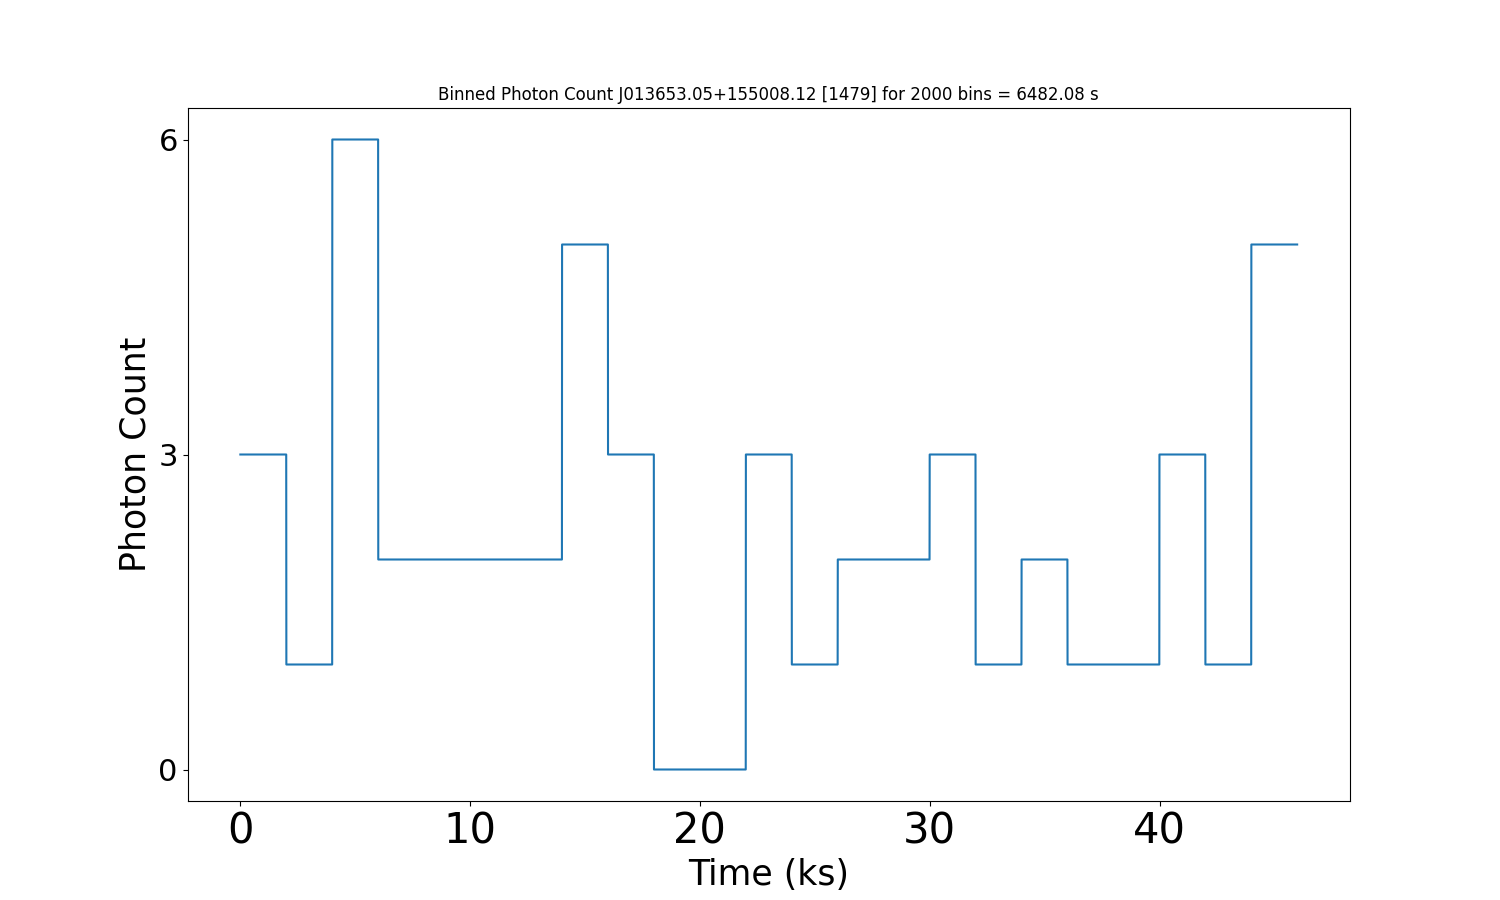 Binned Photon Count J013653.05+155008.12 [1479] for 2000 bins = 6482.08 s
Photon Count
6
3
0
0 10 20 30 40
Time (ks)